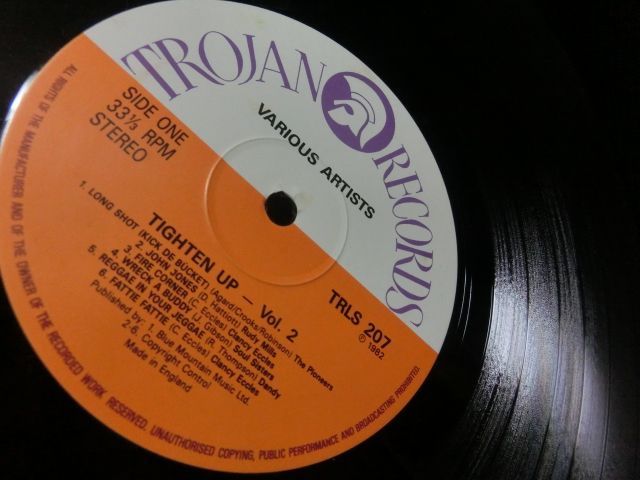 TROJAN RECORDS
VARIOUS ARTISTS
SIDE ONE
33⅓ RPM
STEREO
TIGHTEN UP – Vol. 2
TRLS 207
℗ 1982
1. LONG SHOT (KICK DE BUCKET) (Agard/Crooks/Robinson) The Pioneers
2. JOHN JONES (D. Harriott) Rudy Mills
3. FIRE CORNER (C. Eccles) Clancy Eccles
4. WRECK A BUDDY (J. Gibson) Soul Sisters
5. REGGAE IN YOUR JEGGAE (R. Thompson) Dandy
6. FATTIE FATTIE (C. Eccles) Clancy Eccles
Published by: 1. Blue Mountain Music Ltd.
2-6. Copyright Control
Made in England
ALL RIGHTS OF THE MANUFACTURER AND OF THE OWNER OF THE RECORDED WORK RESERVED. UNAUTHORISED COPYING, PUBLIC PERFORMANCE AND BROADCASTING PROHIBITED.